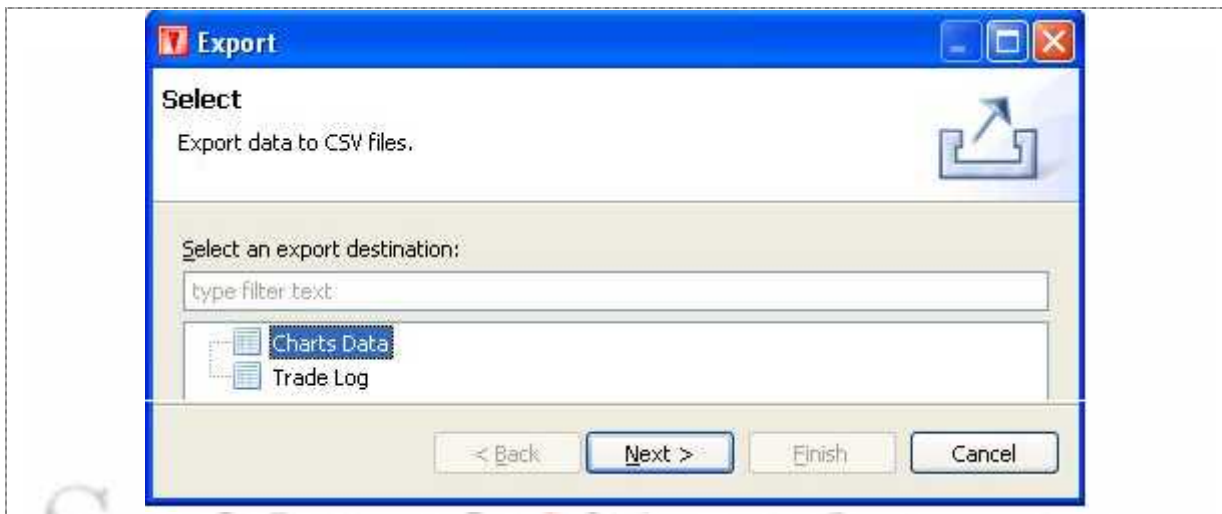 Export
Select
Export data to CSV files.
Select an export destination:
type filter text
Charts Data
Trade Log
< Back Next > Finish Cancel